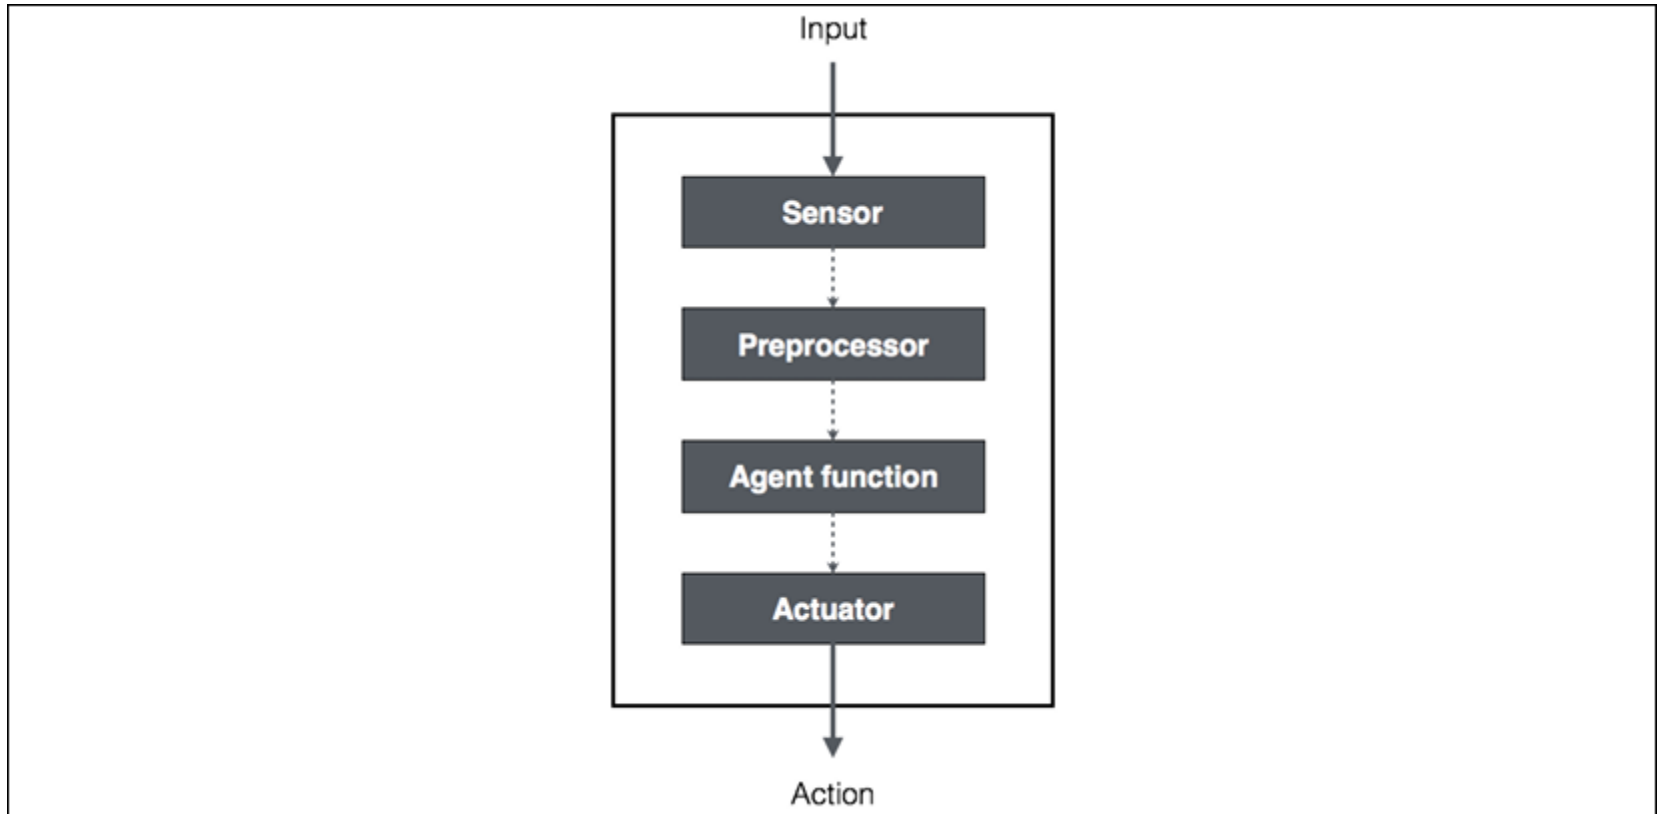 Input
Sensor
Preprocessor
Agent function
Actuator
Action